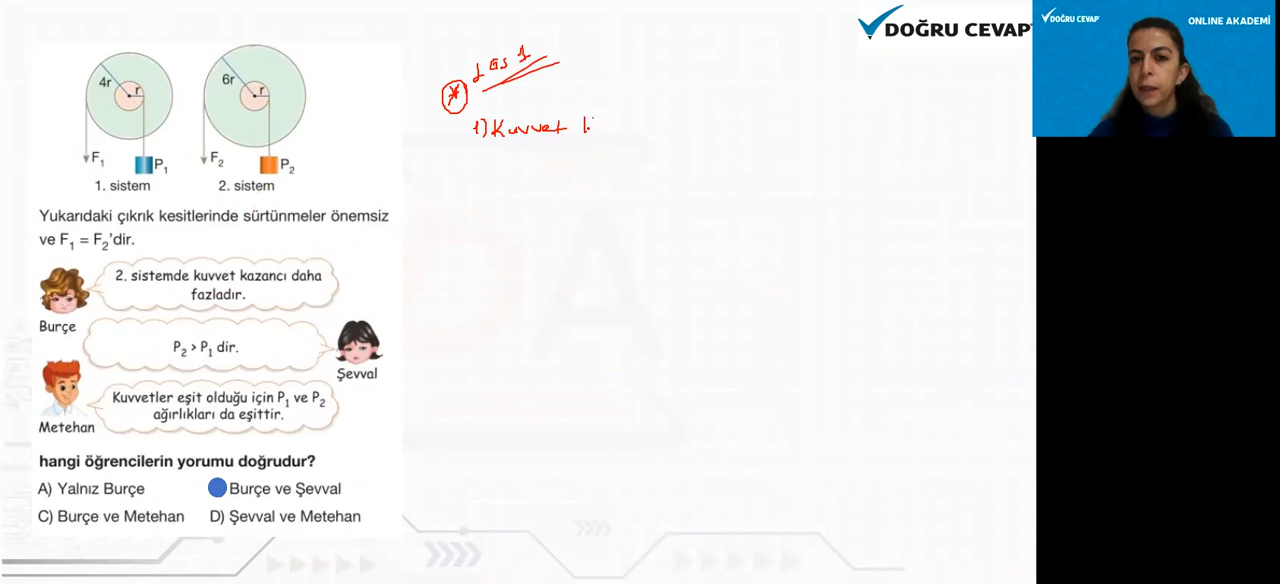 DOĞRU CEVAP
DOĞRU CEVAP
ONLINE AKADEMİ
LGS 1
1) Kuvvet
4r
r
6r
r
F1
P1
F2
P2
1. sistem
2. sistem
Yukarıdaki çıkrık kesitlerinde sürtünmeler önemsiz
ve F1 = F2'dir.
2. sistemde kuvvet kazancı daha
fazladır.
Burçe
P2 > P1 dir.
Şevval
Kuvvetler eşit olduğu için P1 ve P2
ağırlıkları da eşittir.
Metehan
hangi öğrencilerin yorumu doğrudur?
A) Yalnız Burçe
Burçe ve Şevval
C) Burçe ve Metehan
D) Şevval ve Metehan